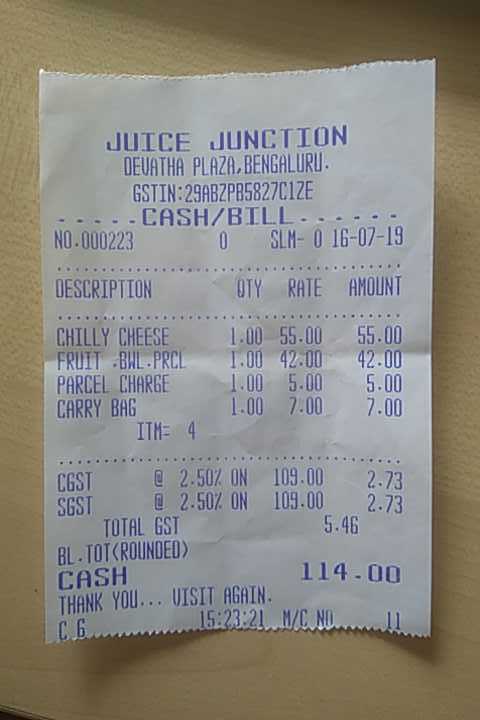 JUICE JUNCTION
DEVATHA PLAZA,BENGALURU.
GSTIN:29ABZPB5827C1ZE
.....CASH/BILL......
NO.000223 0 SLM- 0 16-07-19
DESCRIPTION QTY RATE AMOUNT
CHILLY CHEESE 1.00 55.00 55.00
FRUIT .BWL.PRCL 1.00 42.00 42.00
PARCEL CHARGE 1.00 5.00 5.00
CARRY BAG 1.00 7.00 7.00
ITM= 4
CGST @ 2.50% ON 109.00 2.73
SGST @ 2.50% ON 109.00 2.73
TOTAL GST 5.46
BL.TOT(ROUNDED)
CASH 114.00
THANK YOU... VISIT AGAIN.
C 6 15:23:21 M/C NO 11